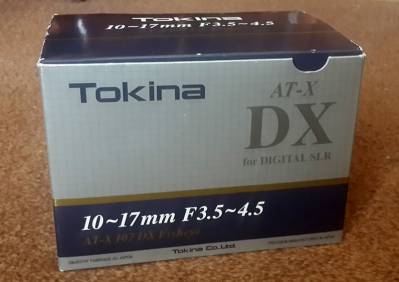 10~17mm F3.5~4.5
Tokina
AT-X
DX
for DIGITAL SLR
10~17mm F3.5~4.5
AT-X 107 DX Fisheye
Tokina Co.,Ltd.